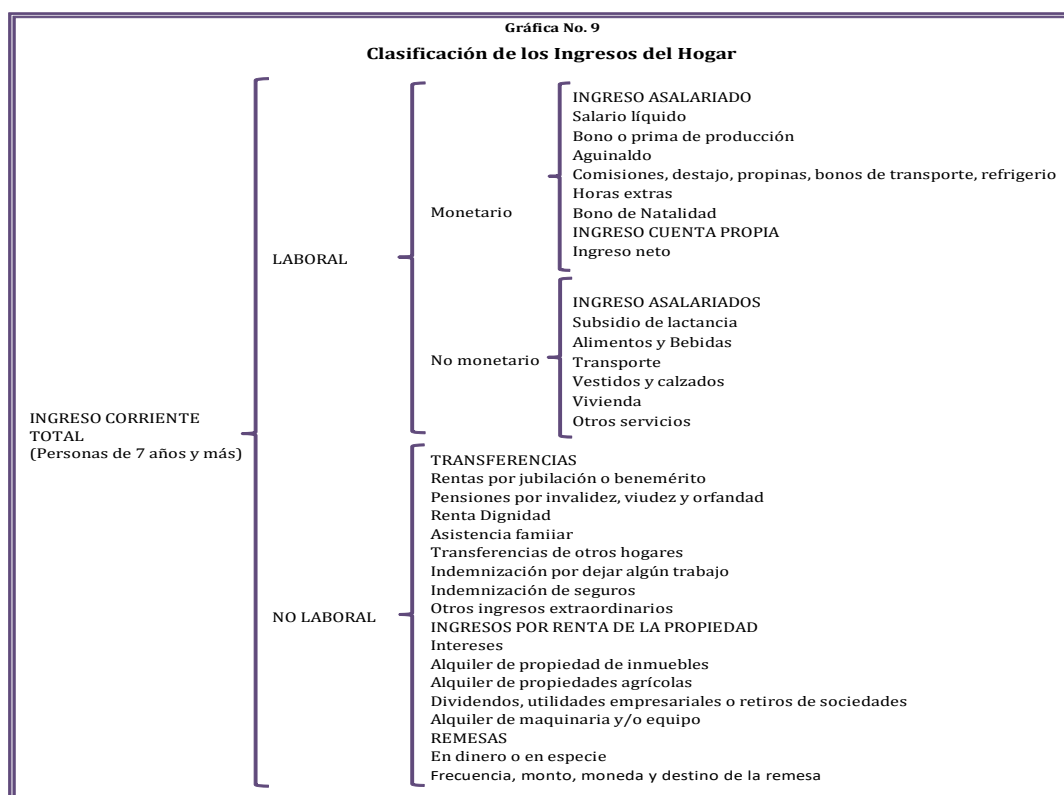 Gráfica No. 9
Clasificación de los Ingresos del Hogar
INGRESO CORRIENTE
TOTAL
(Personas de 7 años y más)
LABORAL
Monetario
INGRESO ASALARIADO
Salario líquido
Bono o prima de producción
Aguinaldo
Comisiones, destajo, propinas, bonos de transporte, refrigerio
Horas extras
Bono de Natalidad
INGRESO CUENTA PROPIA
Ingreso neto
No monetario
INGRESO ASALARIADOS
Subsidio de lactancia
Alimentos y Bebidas
Transporte
Vestidos y calzados
Vivienda
Otros servicios
NO LABORAL
TRANSFERENCIAS
Rentas por jubilación o benemérito
Pensiones por invalidez, viudez y orfandad
Renta Dignidad
Asistencia famiiar
Transferencias de otros hogares
Indemnización por dejar algún trabajo
Indemnización de seguros
Otros ingresos extraordinarios
INGRESOS POR RENTA DE LA PROPIEDAD
Intereses
Alquiler de propiedad de inmuebles
Alquiler de propiedades agrícolas
Dividendos, utilidades empresariales o retiros de sociedades
Alquiler de maquinaria y/o equipo
REMESAS
En dinero o en especie
Frecuencia, monto, moneda y destino de la remesa